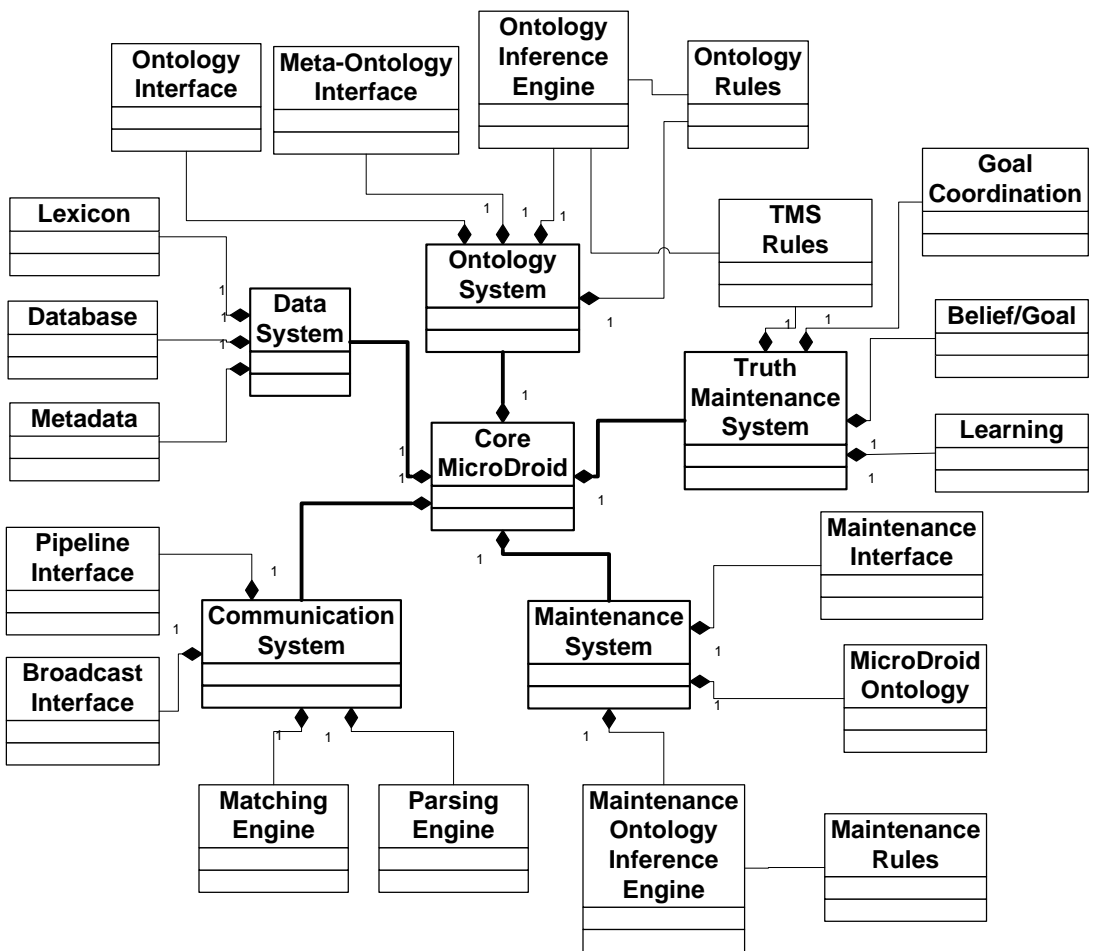 Ontology
Interface
Meta-Ontology
Interface
Ontology
Inference
Engine
Ontology
Rules
Goal
Coordination
Lexicon
TMS
Rules
1
1
1
Ontology
System
1
Data
System
1
1
1
Database
1
1
1
Belief/Goal
Truth
Maintenance
System
Metadata
1
Core
MicroDroid
1
1
1
1
1
Learning
Pipeline
Interface
1
1
Maintenance
Interface
Communication
System
1
Maintenance
System
1
1
MicroDroid
Ontology
Broadcast
Interface
1
1
1
Matching
Engine
Parsing
Engine
Maintenance
Ontology
Inference
Engine
Maintenance
Rules